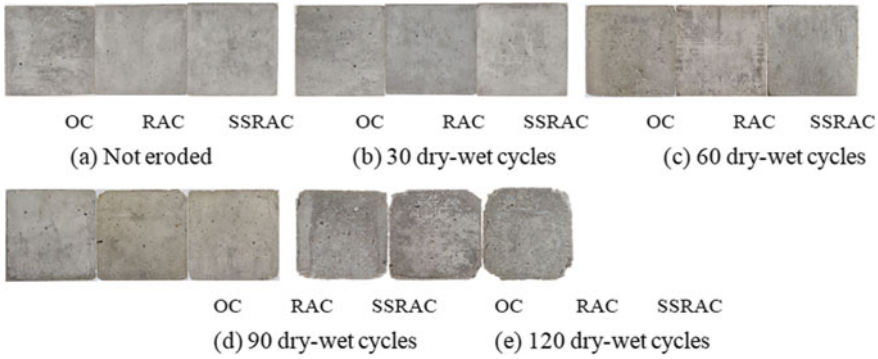 OC RAC SSRAC OC RAC SSRAC OC RAC SSRAC
(a) Not eroded (b) 30 dry-wet cycles (c) 60 dry-wet cycles
OC RAC SSRAC OC RAC SSRAC
(d) 90 dry-wet cycles (e) 120 dry-wet cycles